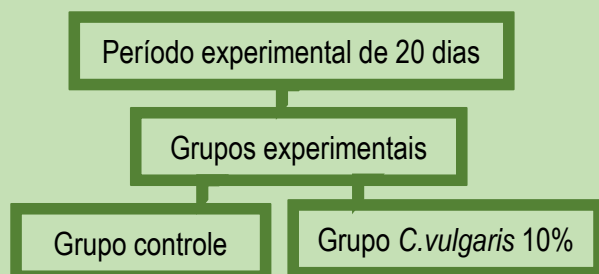 Período experimental de 20 dias
Grupos experimentais
Grupo controle
Grupo C.vulgaris 10%